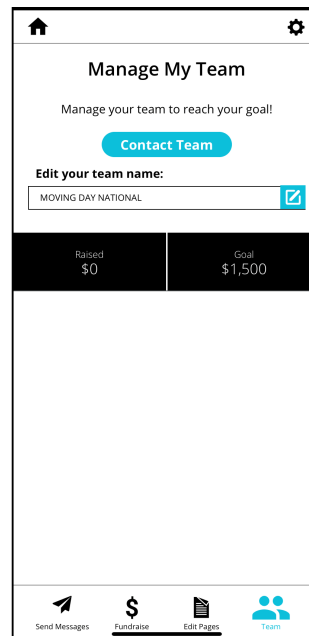 Manage My Team
Manage your team to reach your goal!
Contact Team
Edit your team name:
MOVING DAY NATIONAL
Raised
$0
Goal
$1,500
Send Messages
Fundraise
Edit Pages
Team